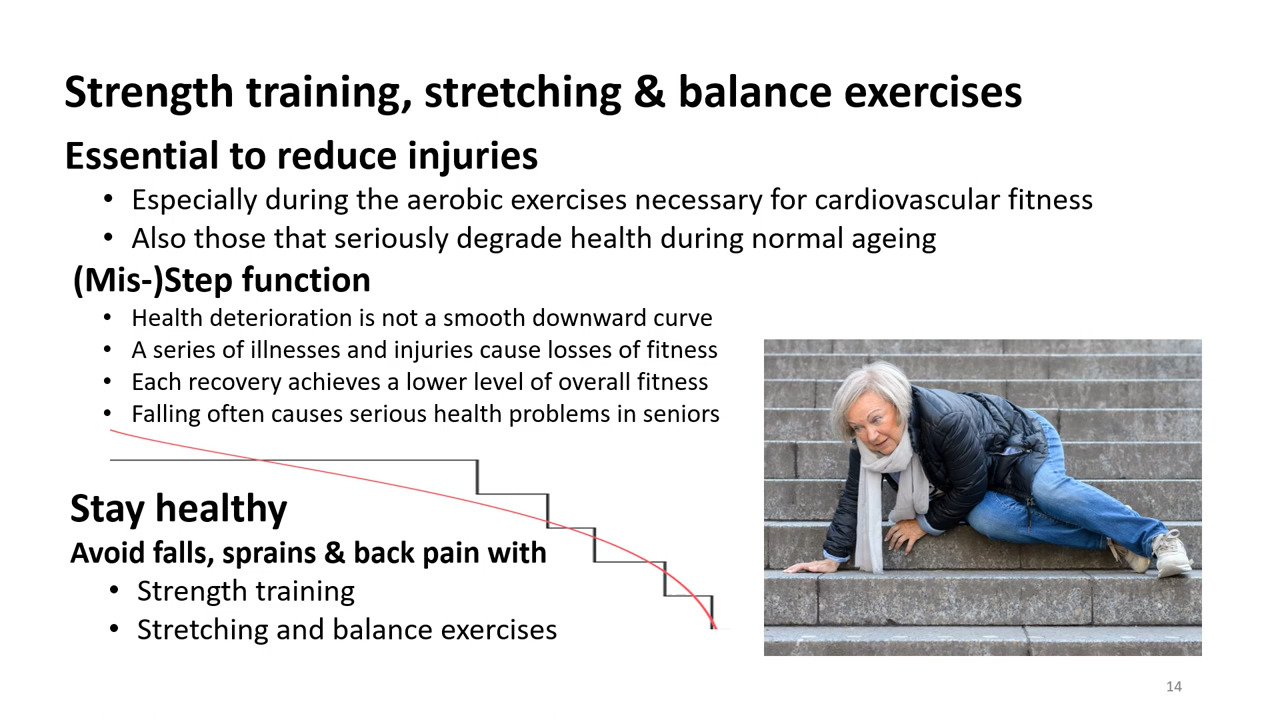 Strength training, stretching & balance exercises
Essential to reduce injuries
• Especially during the aerobic exercises necessary for cardiovascular fitness
• Also those that seriously degrade health during normal ageing
(Mis-)Step function
• Health deterioration is not a smooth downward curve
• A series of illnesses and injuries cause losses of fitness
• Each recovery achieves a lower level of overall fitness
• Falling often causes serious health problems in seniors
Stay healthy
Avoid falls, sprains & back pain with
• Strength training
• Stretching and balance exercises
14